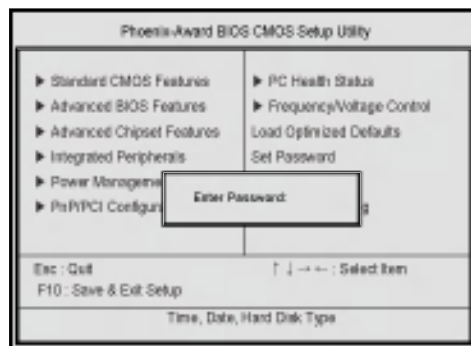 Phoenix-Award BIOS CMOS Setup Utility
▶ Standard CMOS Features
▶ Advanced BIOS Features
▶ Advanced Chipset Features
▶ Integrated Peripherals
▶ Power Manageme
▶ PnP/PCI Configur
▶ PC Health Status
▶ Frequency/Voltage Control
Load Optimized Defaults
Set Password
g
Enter Password:
Esc : Quit
F10 : Save & Exit Setup
↑ ↓ → ← : Select Item
Time, Date, Hard Disk Type